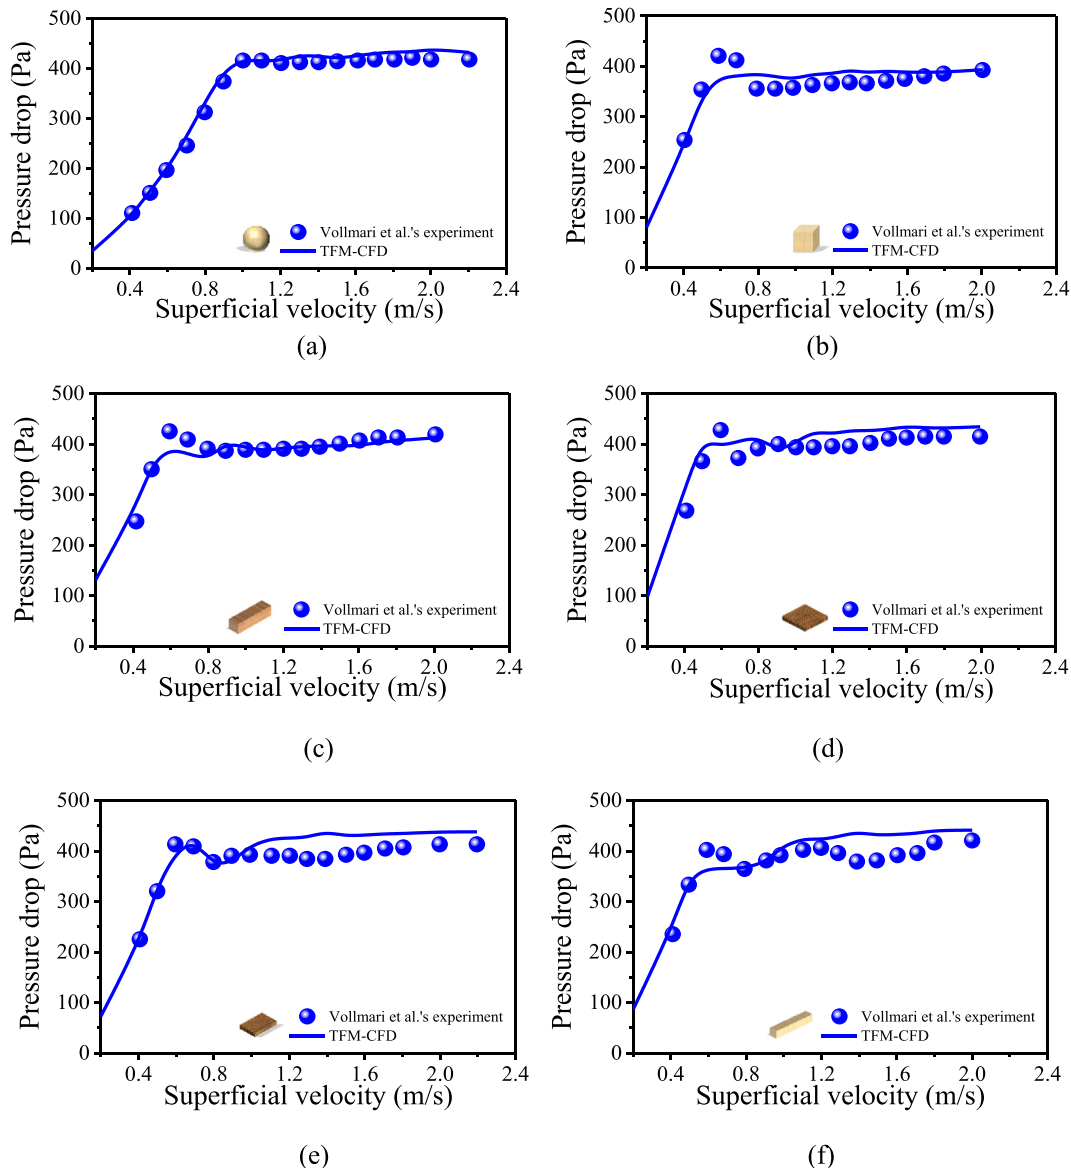 500
400
300
200
100
0
Pressure drop (Pa)
Vollmari et al.'s experiment
TFM-CFD
0.4 0.8 1.2 1.6 2.0 2.4
Superficial velocity (m/s)
(a)
500
400
300
200
100
0
Pressure drop (Pa)
Vollmari et al.'s experiment
TFM-CFD
0.4 0.8 1.2 1.6 2.0 2.4
Superficial velocity (m/s)
(b)
500
400
300
200
100
0
Pressure drop (Pa)
Vollmari et al.'s experiment
TFM-CFD
0.4 0.8 1.2 1.6 2.0 2.4
Superficial velocity (m/s)
(c)
500
400
300
200
100
0
Pressure drop (Pa)
Vollmari et al.'s experiment
TFM-CFD
0.4 0.8 1.2 1.6 2.0 2.4
Superficial velocity (m/s)
(d)
500
400
300
200
100
0
Pressure drop (Pa)
Vollmari et al.'s experiment
TFM-CFD
0.4 0.8 1.2 1.6 2.0 2.4
Superficial velocity (m/s)
(e)
500
400
300
200
100
0
Pressure drop (Pa)
Vollmari et al.'s experiment
TFM-CFD
0.4 0.8 1.2 1.6 2.0 2.4
Superficial velocity (m/s)
(f)